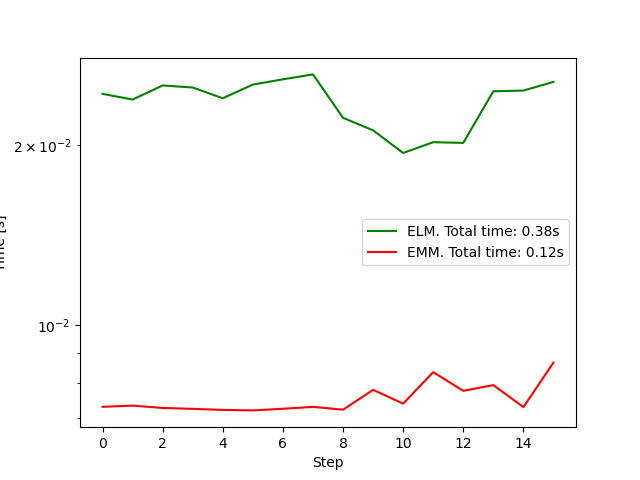 2 × 10⁻²
10⁻²
Time [s]
ELM. Total time: 0.38s
EMM. Total time: 0.12s
0 2 4 6 8 10 12 14
Step